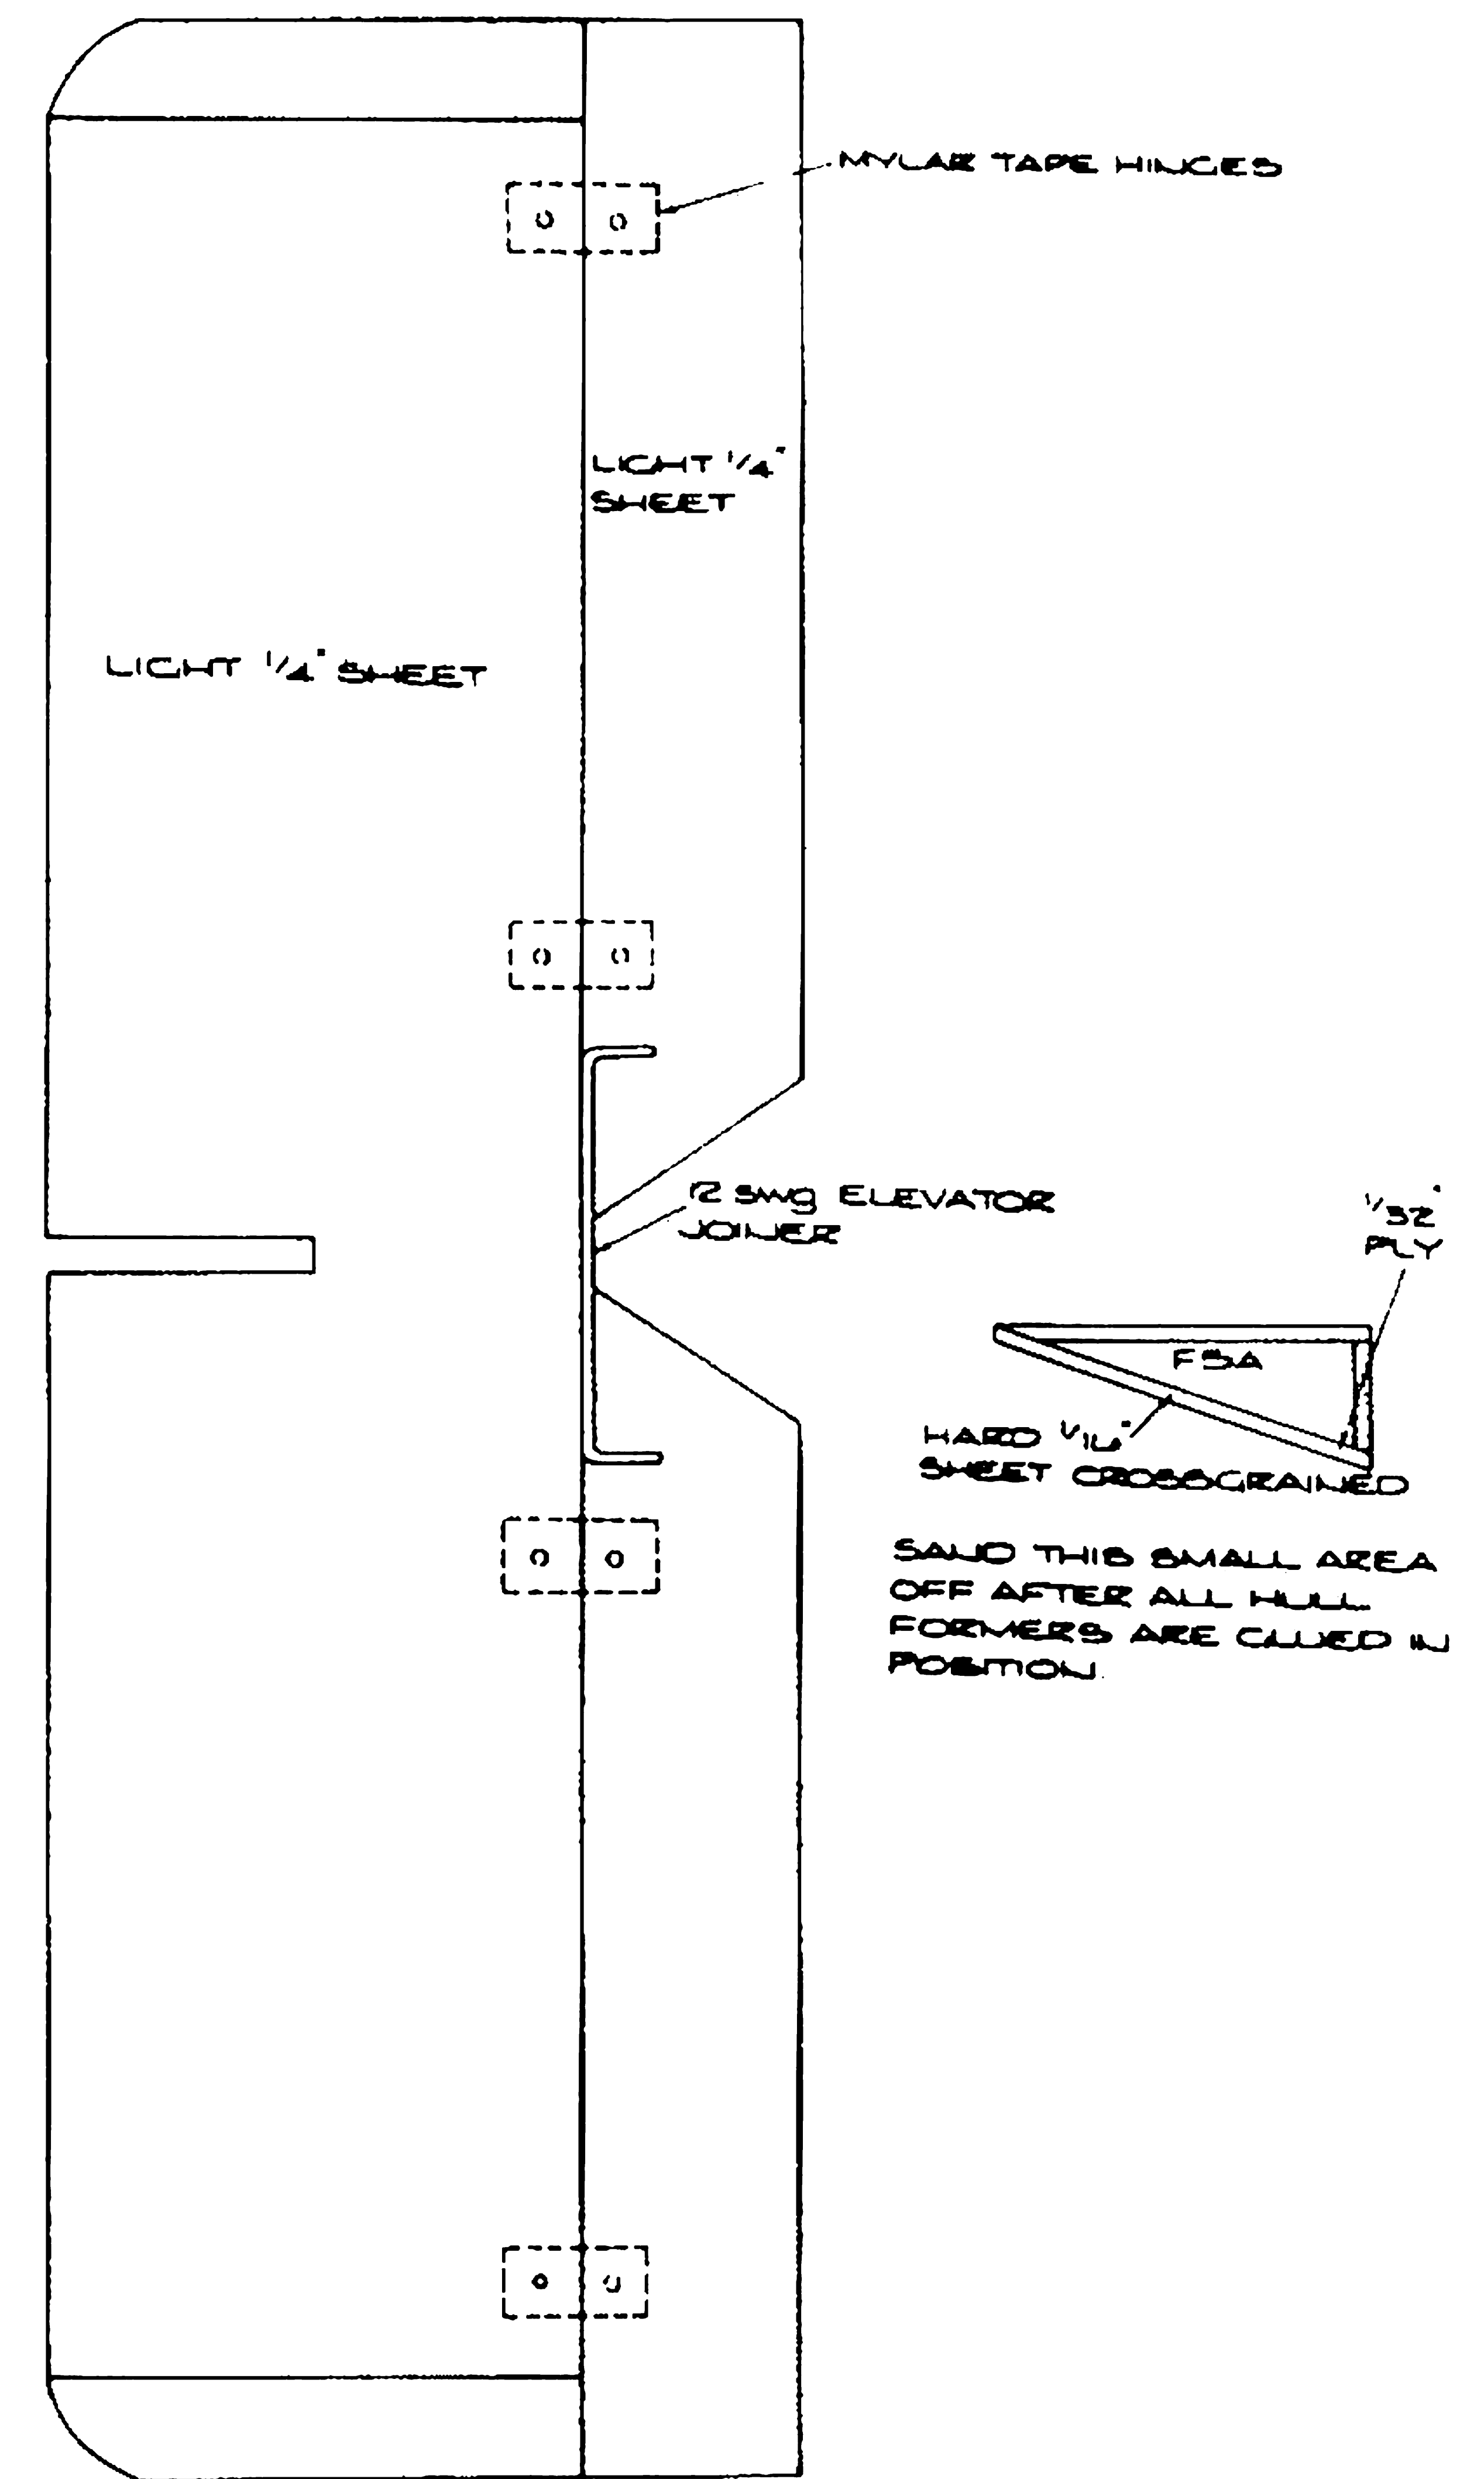 MYLAR TAPE HINGES
LIGHT 1/4"
SHEET
LIGHT 1/4" SHEET
12 SWg ELEVATOR
JOINER
1/32"
PLY
F5A
HARD 1/16"
SHEET CROSSGRAINED
SAND THIS SMALL AREA
OFF AFTER ALL HULL
FORMERS ARE GLUED IN
POSITION.